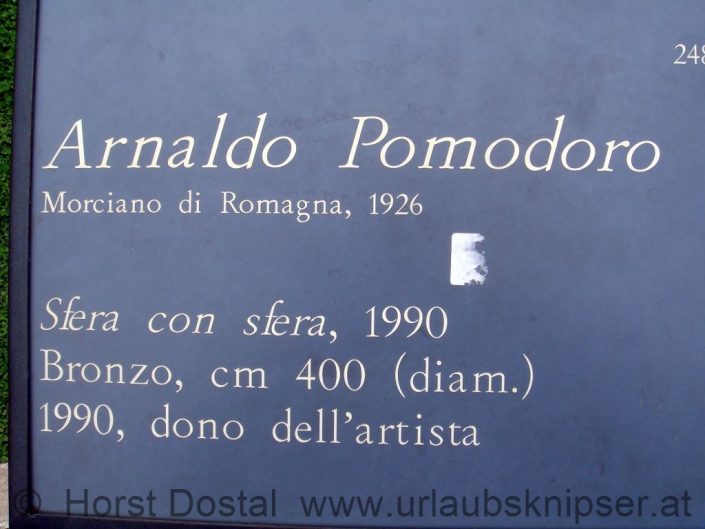 248
Arnaldo Pomodoro
Morciano di Romagna, 1926
Sfera con sfera, 1990
Bronzo, cm 400 (diam.)
1990, dono dell'artista
© Horst Dostal www.urlaubsknipser.at